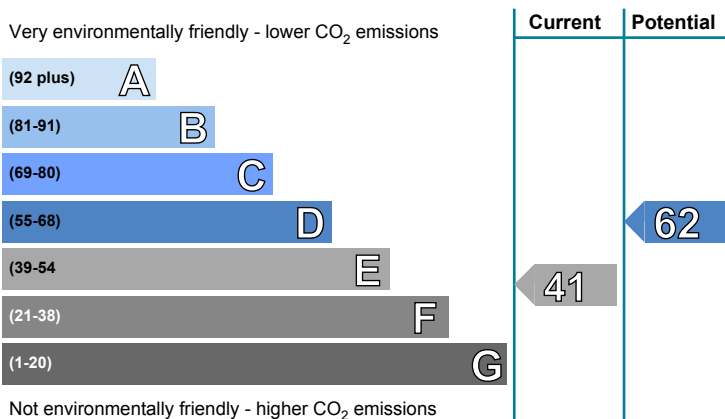 Very environmentally friendly - lower CO2 emissions
Current
Potential
(92 plus) A
(81-91) B
(69-80) C
(55-68) D
62
(39-54 E
41
(21-38) F
(1-20) G
Not environmentally friendly - higher CO2 emissions